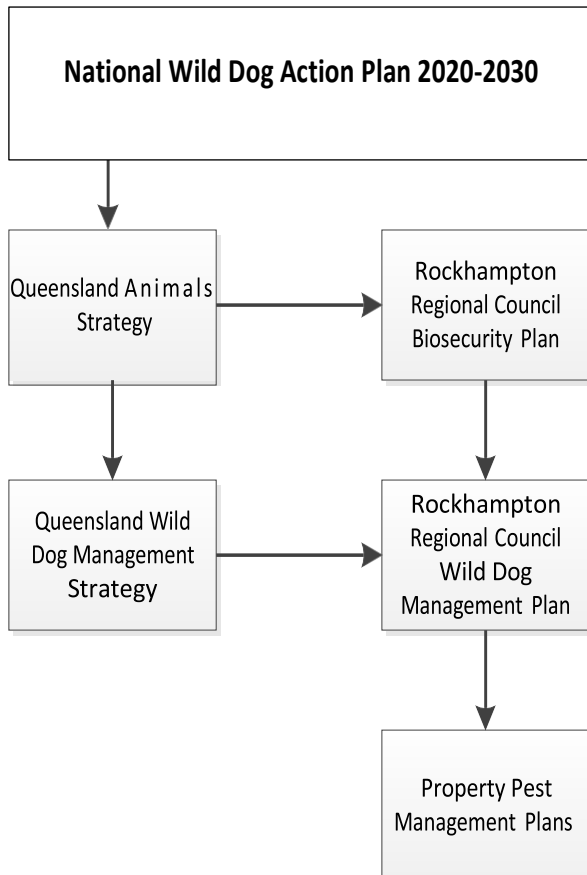 National Wild Dog Action Plan 2020-2030
Queensland Animals
Strategy
Rockhampton
Regional Council
Biosecurity Plan
Queensland Wild
Dog Management
Strategy
Rockhampton
Regional Council
Wild Dog
Management Plan
Property Pest
Management Plans